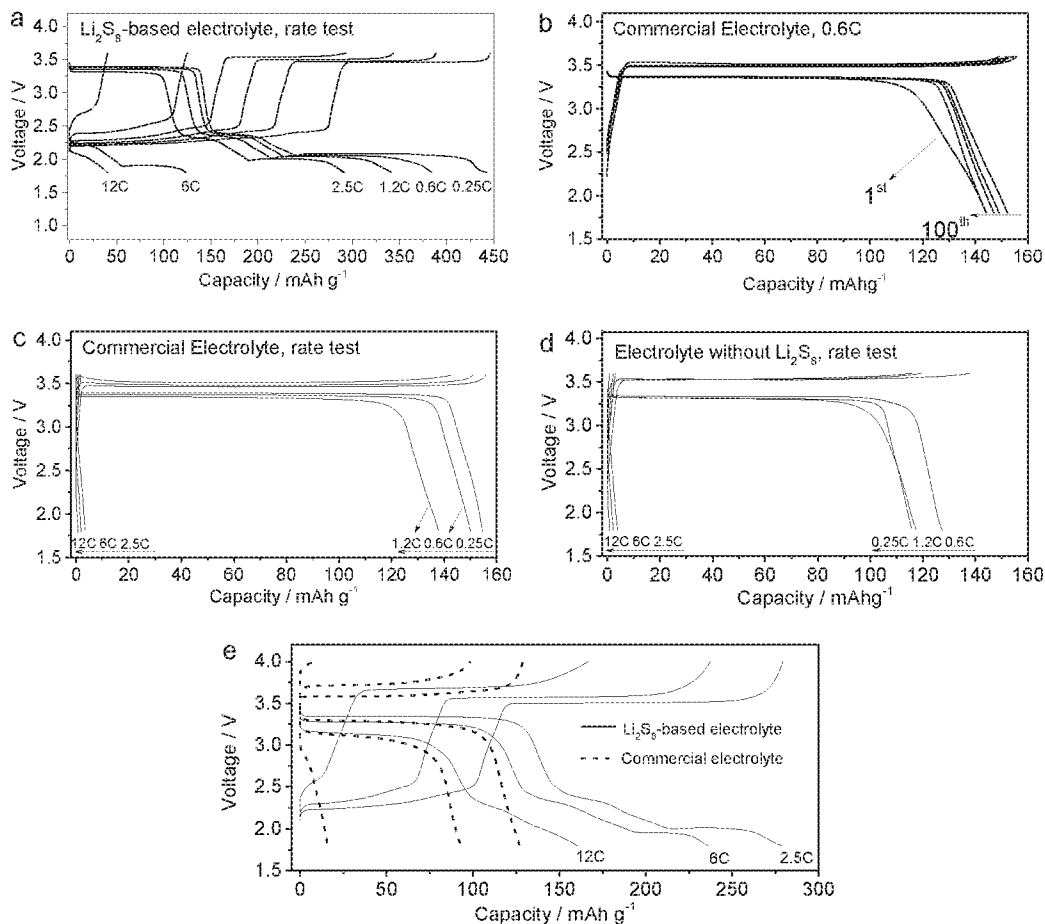 a
Li₂S₈-based electrolyte, rate test
4.0
3.5
3.0
2.5
2.0
1.5
1.0
Voltage / V
12C 6C 2.5C 1.2C 0.6C 0.25C
0 50 100 150 200 250 300 350 400 450
Capacity / mAh g⁻¹
b
Commercial Electrolyte, 0.6C
4.0
3.5
3.0
2.5
2.0
1.5
Voltage / V
1ˢᵗ
100ᵗʰ
0 20 40 60 80 100 120 140 160
Capacity / mAhg⁻¹
c
Commercial Electrolyte, rate test
4.0
3.5
3.0
2.5
2.0
1.5
Voltage / V
12C 6C 2.5C 1.2C 0.6C 0.25C
0 20 40 60 80 100 120 140 160
Capacity / mAh g⁻¹
d
Electrolyte without Li₂S₈, rate test
4.0
3.5
3.0
2.5
2.0
1.5
Voltage / V
12C 6C 2.5C 0.25C 1.2C 0.6C
0 20 40 60 80 100 120 140 160
Capacity / mAhg⁻¹
e
4.0
3.5
3.0
2.5
2.0
1.5
Voltage / V
Li₂S₈-based electrolyte
Commercial electrolyte
12C 6C 2.5C
0 50 100 150 200 250 300
Capacity / mAh g⁻¹